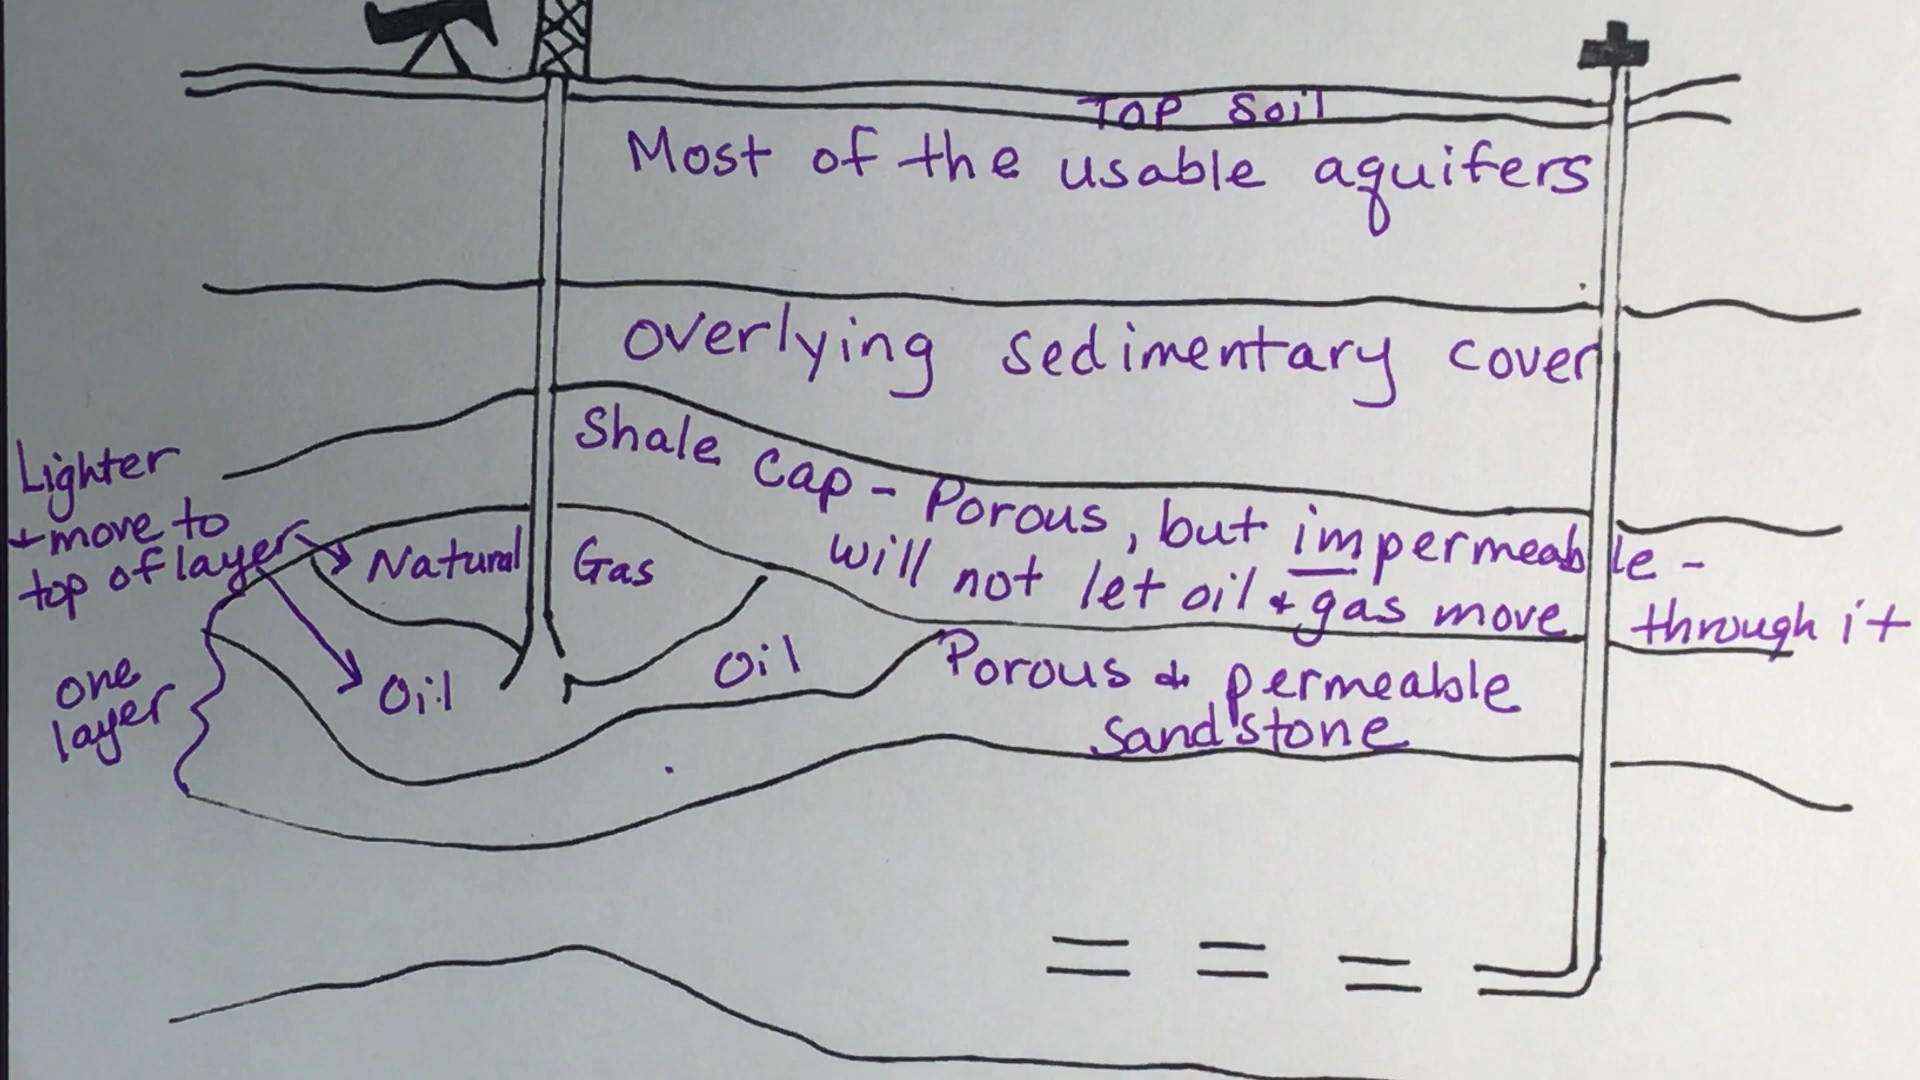 Top Soil
Most of the usable aquifers
Overlying sedimentary cover
Shale Cap - Porous, but impermeable -
will not let oil + gas move through it
Lighter
+ move to
top of layer
Natural Gas
Oil
Oil
one
layer
Porous + permeable
Sandstone